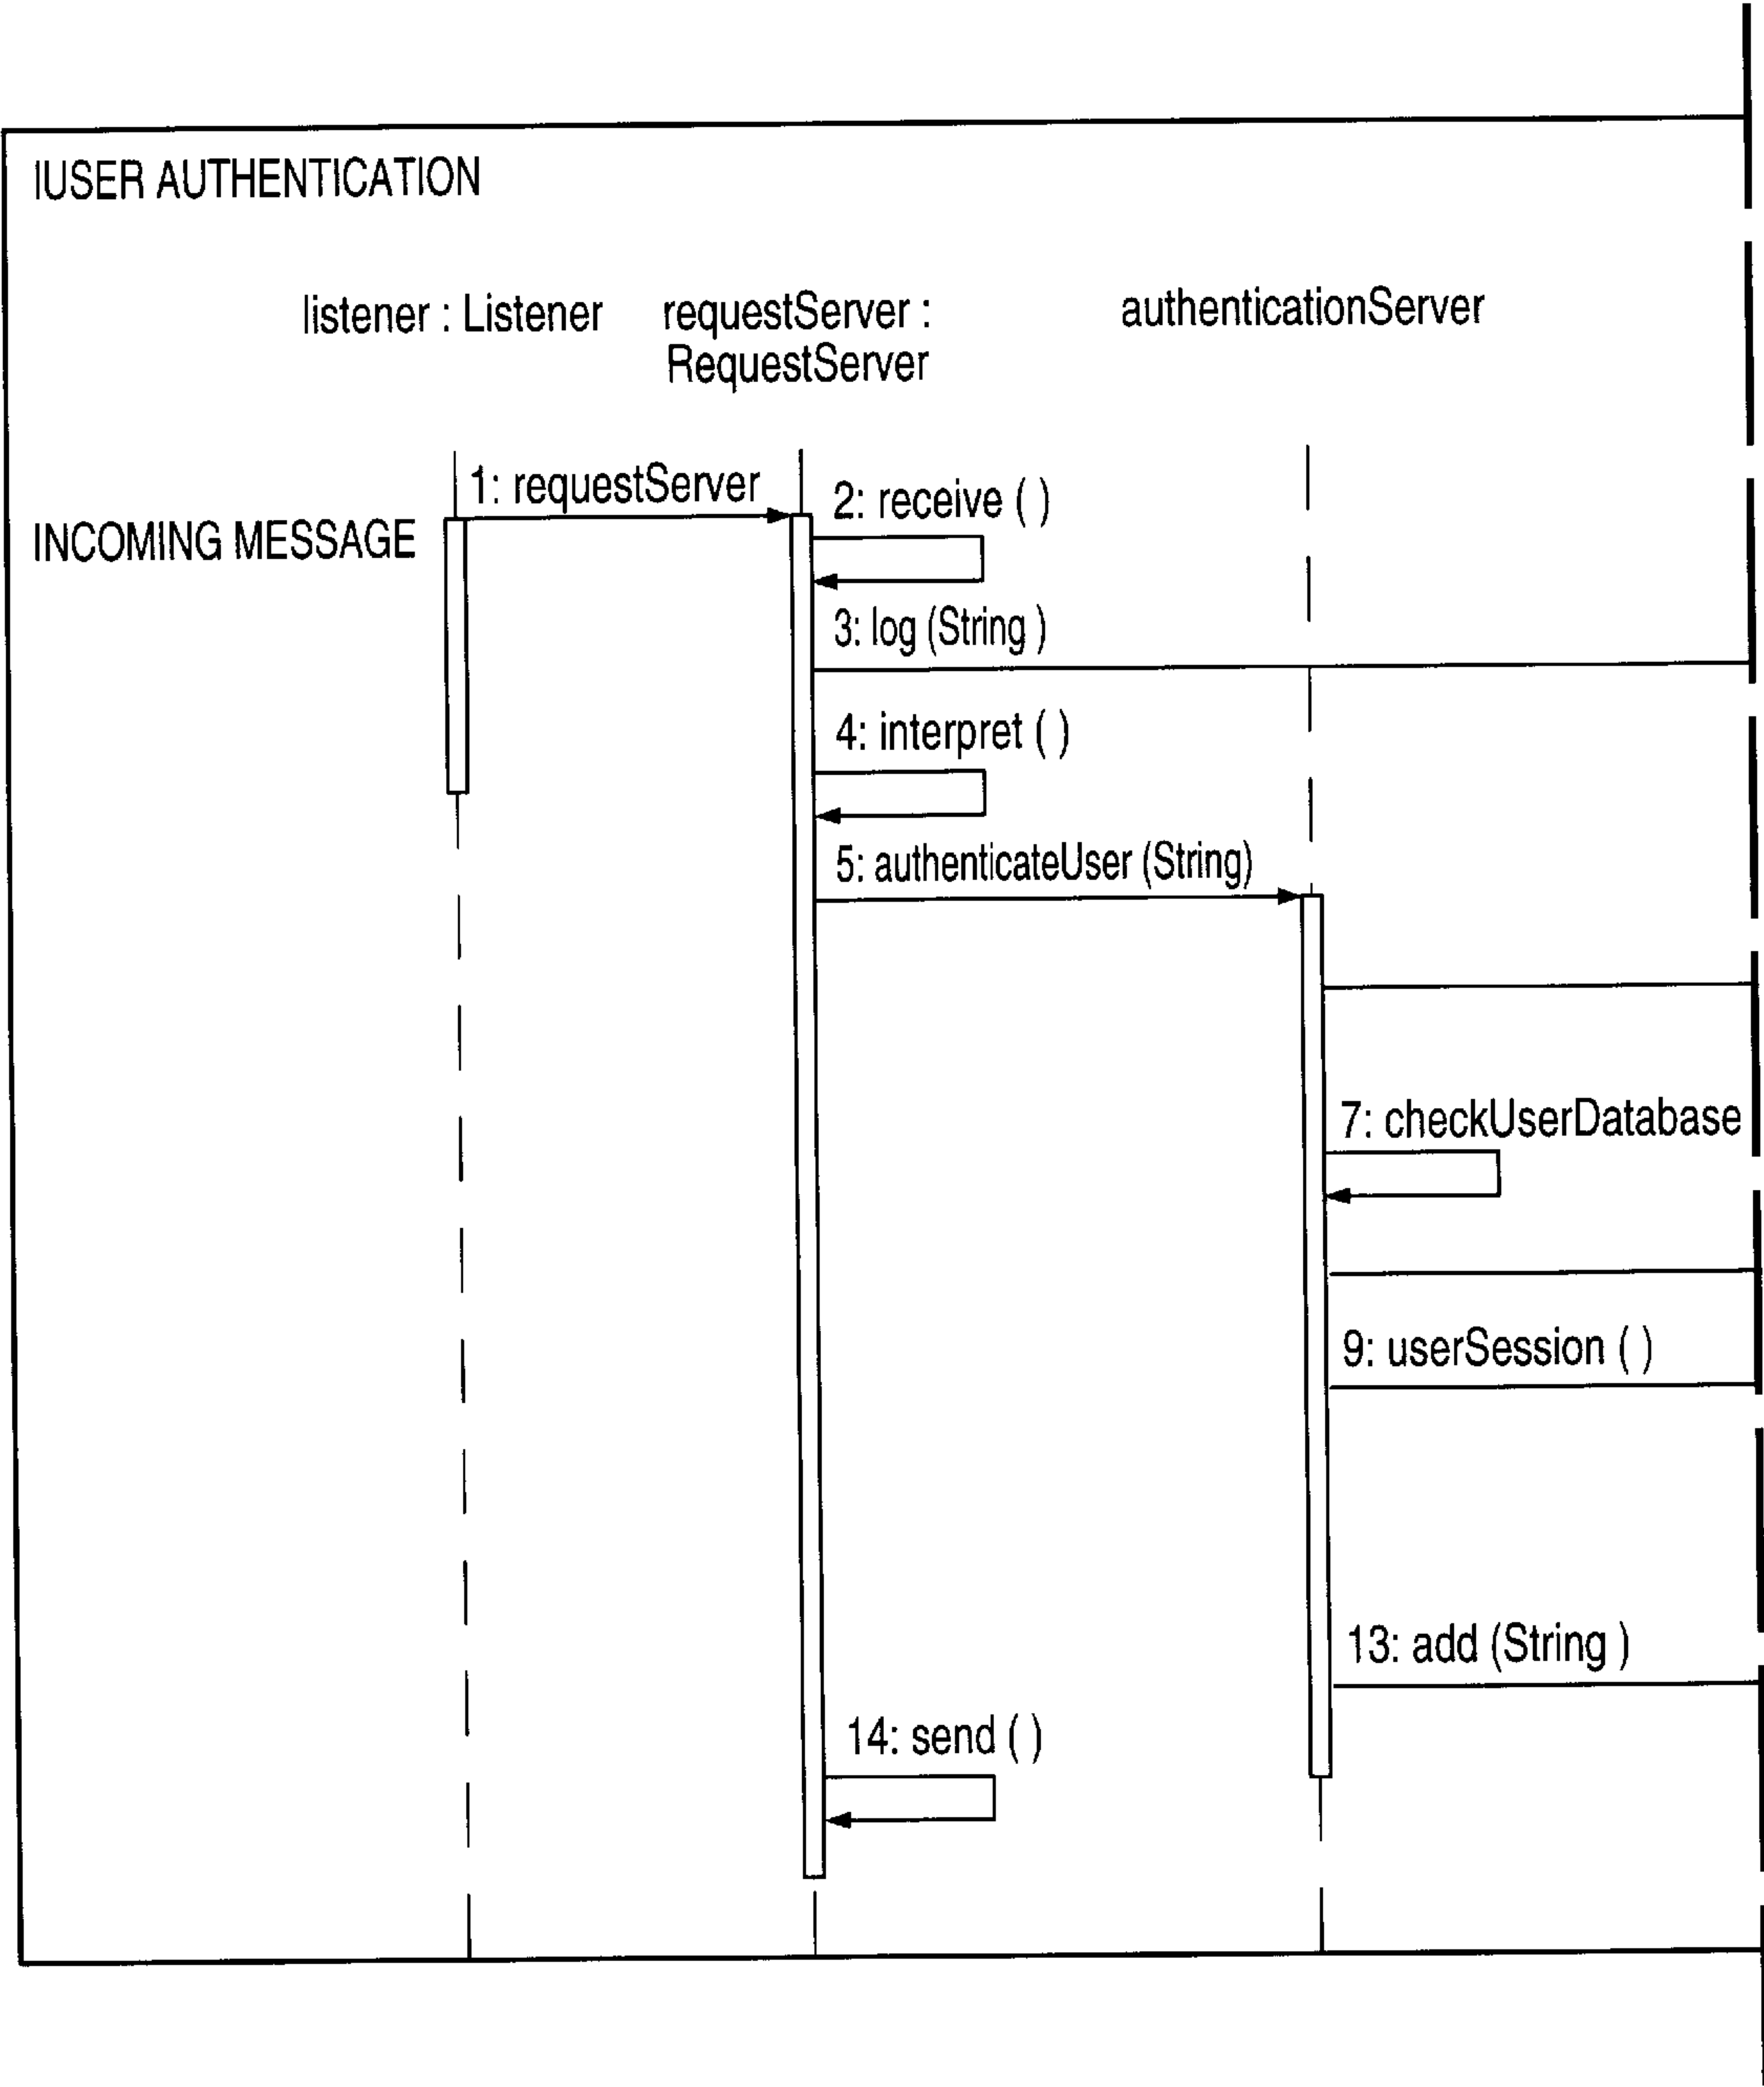 IUSER AUTHENTICATION
listener : Listener
requestServer :
RequestServer
authenticationServer
1: requestServer
2: receive ( )
INCOMING MESSAGE
3: log (String )
4: interpret ( )
5: authenticateUser (String)
7: checkUserDatabase
9: userSession ( )
13: add (String )
14: send ( )